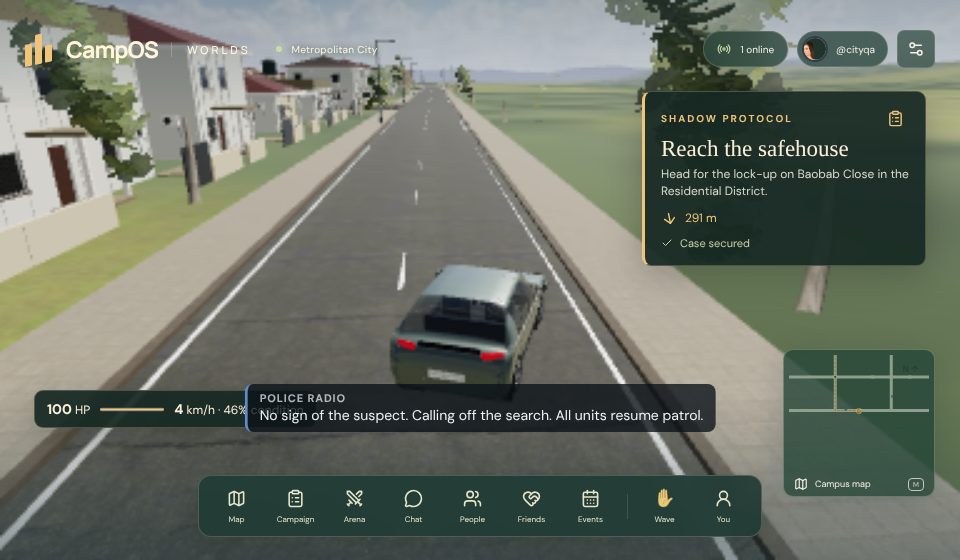 CampOS
WORLDS
Metropolitan City
1 online
@cityqa
SHADOW PROTOCOL
Reach the safehouse
Head for the lock-up on Baobab Close in the
Residential District.
291 m
Case secured
100 HP
4 km/h · 46% condition
POLICE RADIO
No sign of the suspect. Calling off the search. All units resume patrol.
N
Campus map
M
Map
Campaign
Arena
Chat
People
Friends
Events
Wave
You